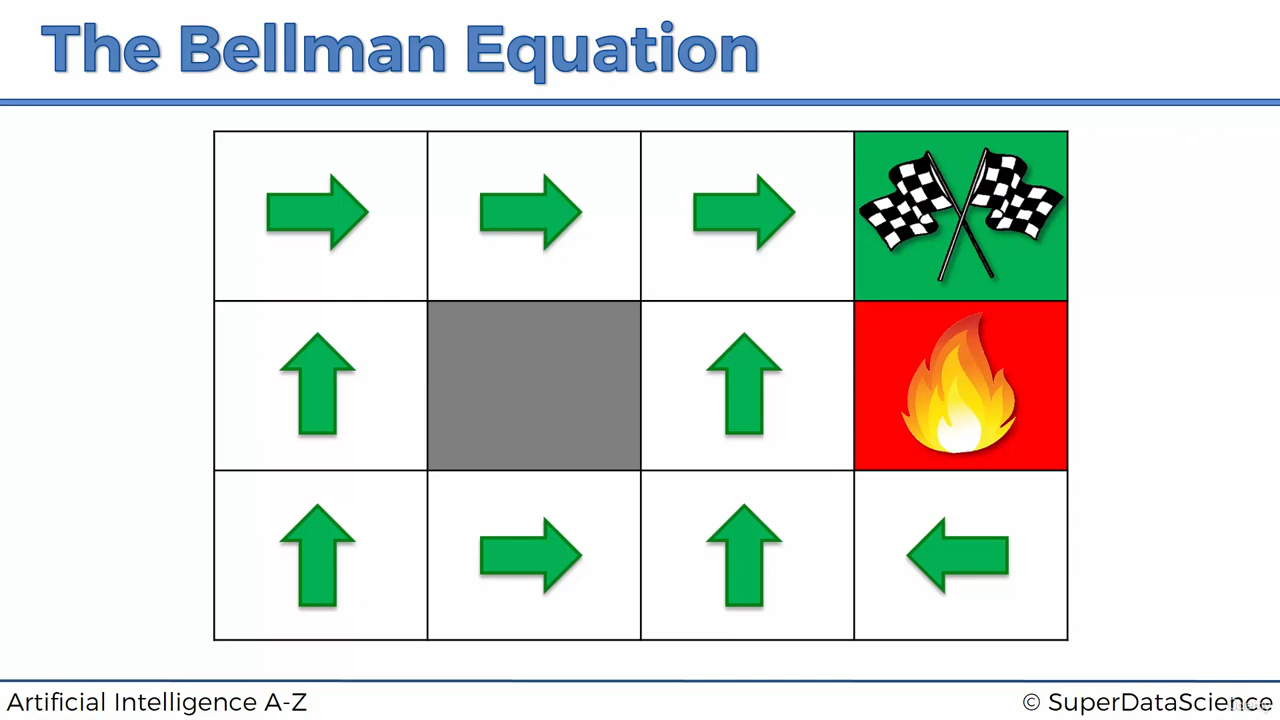 The Bellman Equation
Artificial Intelligence A-Z
© SuperDataScience